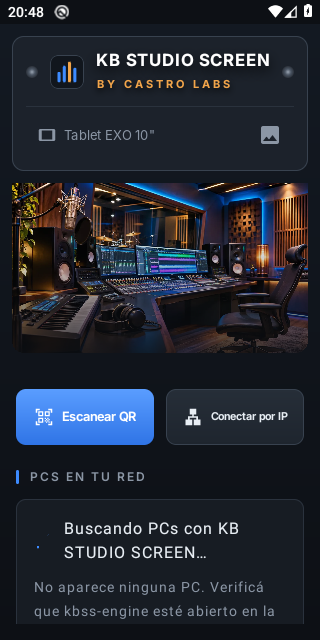 20:48
KB STUDIO SCREEN
BY CASTRO LABS
Tablet EXO 10"
Escanear QR
Conectar por IP
PCS EN TU RED
Buscando PCs con KB
STUDIO SCREEN…
No aparece ninguna PC. Verificá
que kbss-engine esté abierto en la